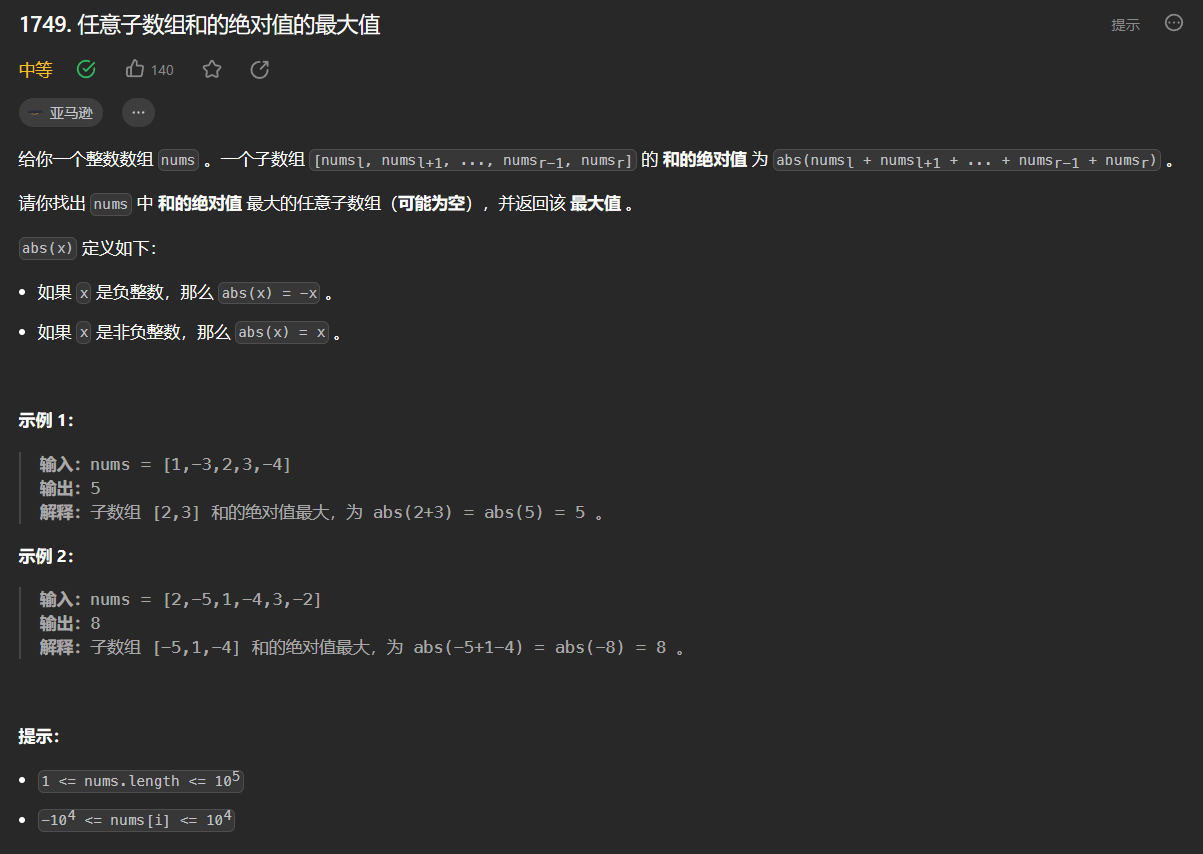 1749. 任意子数组和的绝对值的最大值
提示
中等 140
亚马逊 ...
给你一个整数数组 nums 。一个子数组 [numsl, numsl+1, ..., numsr-1, numsr] 的 和的绝对值 为 abs(numsl + numsl+1 + ... + numsr-1 + numsr) 。
请你找出 nums 中 和的绝对值 最大的任意子数组（可能为空），并返回该 最大值 。
abs(x) 定义如下：
• 如果 x 是负整数，那么 abs(x) = -x 。
• 如果 x 是非负整数，那么 abs(x) = x 。
示例 1：
输入：nums = [1,-3,2,3,-4]
输出：5
解释：子数组 [2,3] 和的绝对值最大，为 abs(2+3) = abs(5) = 5 。
示例 2：
输入：nums = [2,-5,1,-4,3,-2]
输出：8
解释：子数组 [-5,1,-4] 和的绝对值最大，为 abs(-5+1-4) = abs(-8) = 8 。
提示：
• 1 <= nums.length <= 10^5
• -10^4 <= nums[i] <= 10^4